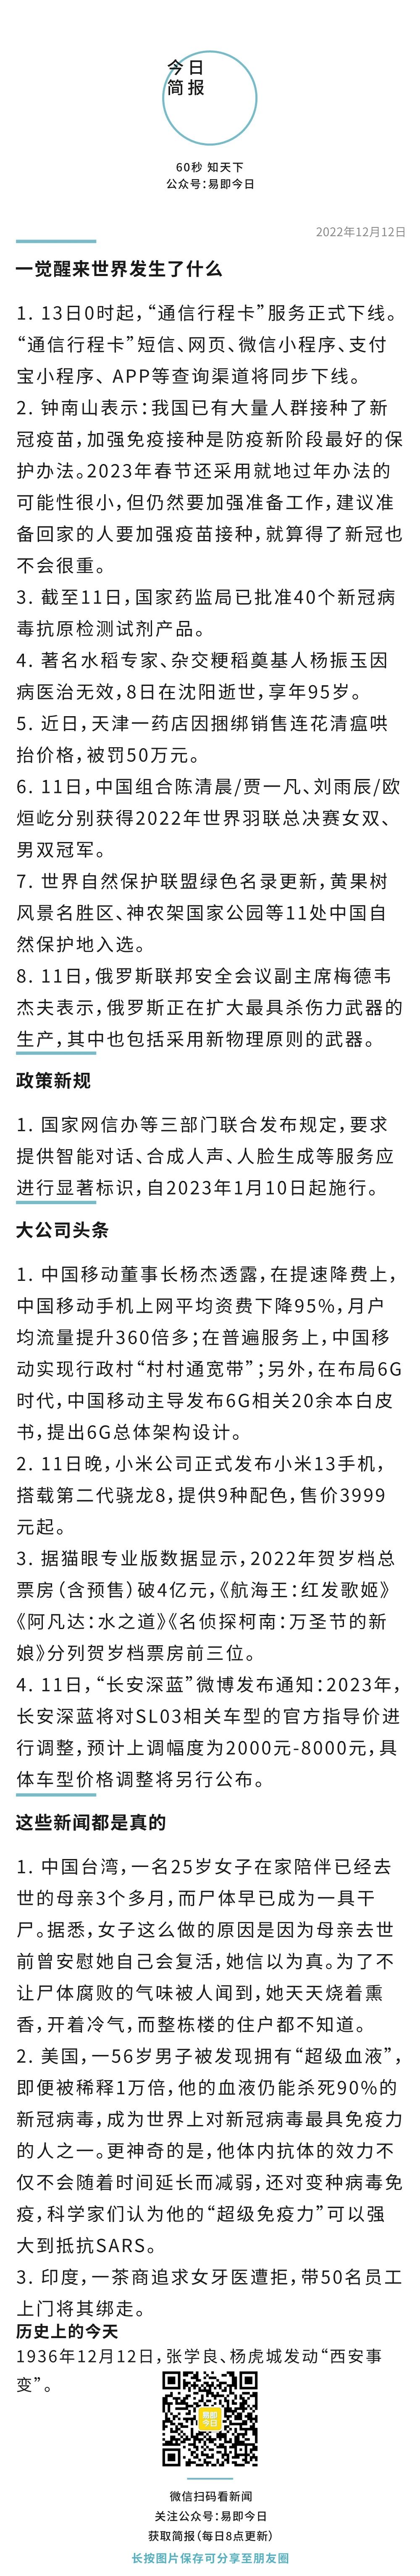 今日
简报
60秒 知天下
公众号：易即今日
2022年12月12日
一觉醒来世界发生了什么
1. 13日0时起，“通信行程卡”服务正式下线。
“通信行程卡”短信、网页、微信小程序、支付
宝小程序、APP等查询渠道将同步下线。
2. 钟南山表示：我国已有大量人群接种了新
冠疫苗，加强免疫接种是防疫新阶段最好的保
护办法。2023年春节还采用就地过年办法的
可能性很小，但仍然要加强准备工作，建议准
备回家的人要加强疫苗接种，就算得了新冠也
不会很重。
3. 截至11日，国家药监局已批准40个新冠病
毒抗原检测试剂产品。
4. 著名水稻专家、杂交粳稻奠基人杨振玉因
病医治无效，8日在沈阳逝世，享年95岁。
5. 近日，天津一药店因捆绑销售连花清瘟哄
抬价格，被罚50万元。
6. 11日，中国组合陈清晨/贾一凡、刘雨辰/欧
烜屹分别获得2022年世界羽联总决赛女双、
男双冠军。
7. 世界自然保护联盟绿色名录更新，黄果树
风景名胜区、神农架国家公园等11处中国自
然保护地入选。
8. 11日，俄罗斯联邦安全会议副主席梅德韦
杰夫表示，俄罗斯正在扩大最具杀伤力武器的
生产，其中也包括采用新物理原则的武器。
政策新规
1. 国家网信办等三部门联合发布规定，要求
提供智能对话、合成人声、人脸生成等服务应
进行显著标识，自2023年1月10日起施行。
大公司头条
1. 中国移动董事长杨杰透露，在提速降费上，
中国移动手机上网平均资费下降95%，月户
均流量提升360倍多；在普遍服务上，中国移
动实现行政村“村村通宽带”；另外，在布局6G
时代，中国移动主导发布6G相关20余本白皮
书，提出6G总体架构设计。
2. 11日晚，小米公司正式发布小米13手机，
搭载第二代骁龙8，提供9种配色，售价3999
元起。
3. 据猫眼专业版数据显示，2022年贺岁档总
票房（含预售）破4亿元，《航海王：红发歌姬》
《阿凡达：水之道》《名侦探柯南：万圣节的新
娘》分列贺岁档票房前三位。
4. 11日，“长安深蓝”微博发布通知：2023年，
长安深蓝将对SL03相关车型的官方指导价进
行调整，预计上调幅度为2000元-8000元，具
体车型价格调整将另行公布。
这些新闻都是真的
1. 中国台湾，一名25岁女子在家陪伴已经去
世的母亲3个多月，而尸体早已成为一具干
尸。据悉，女子这么做的原因是因为母亲去世
前曾安慰她自己会复活，她信以为真。为了不
让尸体腐败的气味被人闻到，她天天烧着熏
香，开着冷气，而整栋楼的住户都不知道。
2. 美国，一56岁男子被发现拥有“超级血液”，
即便被稀释1万倍，他的血液仍能杀死90%的
新冠病毒，成为世界上对新冠病毒最具免疫力
的人之一。更神奇的是，他体内抗体的效力不
仅不会随着时间延长而减弱，还对变种病毒免
疫，科学家们认为他的“超级免疫力”可以强
大到抵抗SARS。
3. 印度，一茶商追求女牙医遭拒，带50名员工
上门将其绑走。
历史上的今天
1936年12月12日，张学良、杨虎城发动“西安事
变”。
易即
今日
微信扫码看新闻
关注公众号：易即今日
获取简报（每日8点更新）
长按图片保存可分享至朋友圈